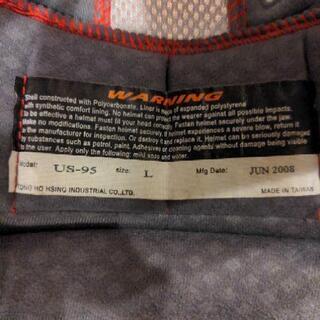 WARNING
Shell constructed with Polycarbonate. Liner is made of expanded polystyrene
with synthetic comfort lining. No helmet can protect the wearer against all possible impacts.
To be effective a helmet must fit your head correctly. Fasten helmet securely under the jaw.
Make no modifications. Fasten helmet securely. If helmet experiences a severe blow, return it
to the manufacturer for inspection. Or destroy and replace it. Helmet can be seriously damaged
by substances such as petrol, paint, Adhesives or cleaning agents without damage being visible
to the user. Apply only the following: mild soap and water.
Model: US-95 size: L Mfg Date: JUN 2008
TONG HO HSING INDUSTRIAL CO.,LTD. MADE IN TAIWAN